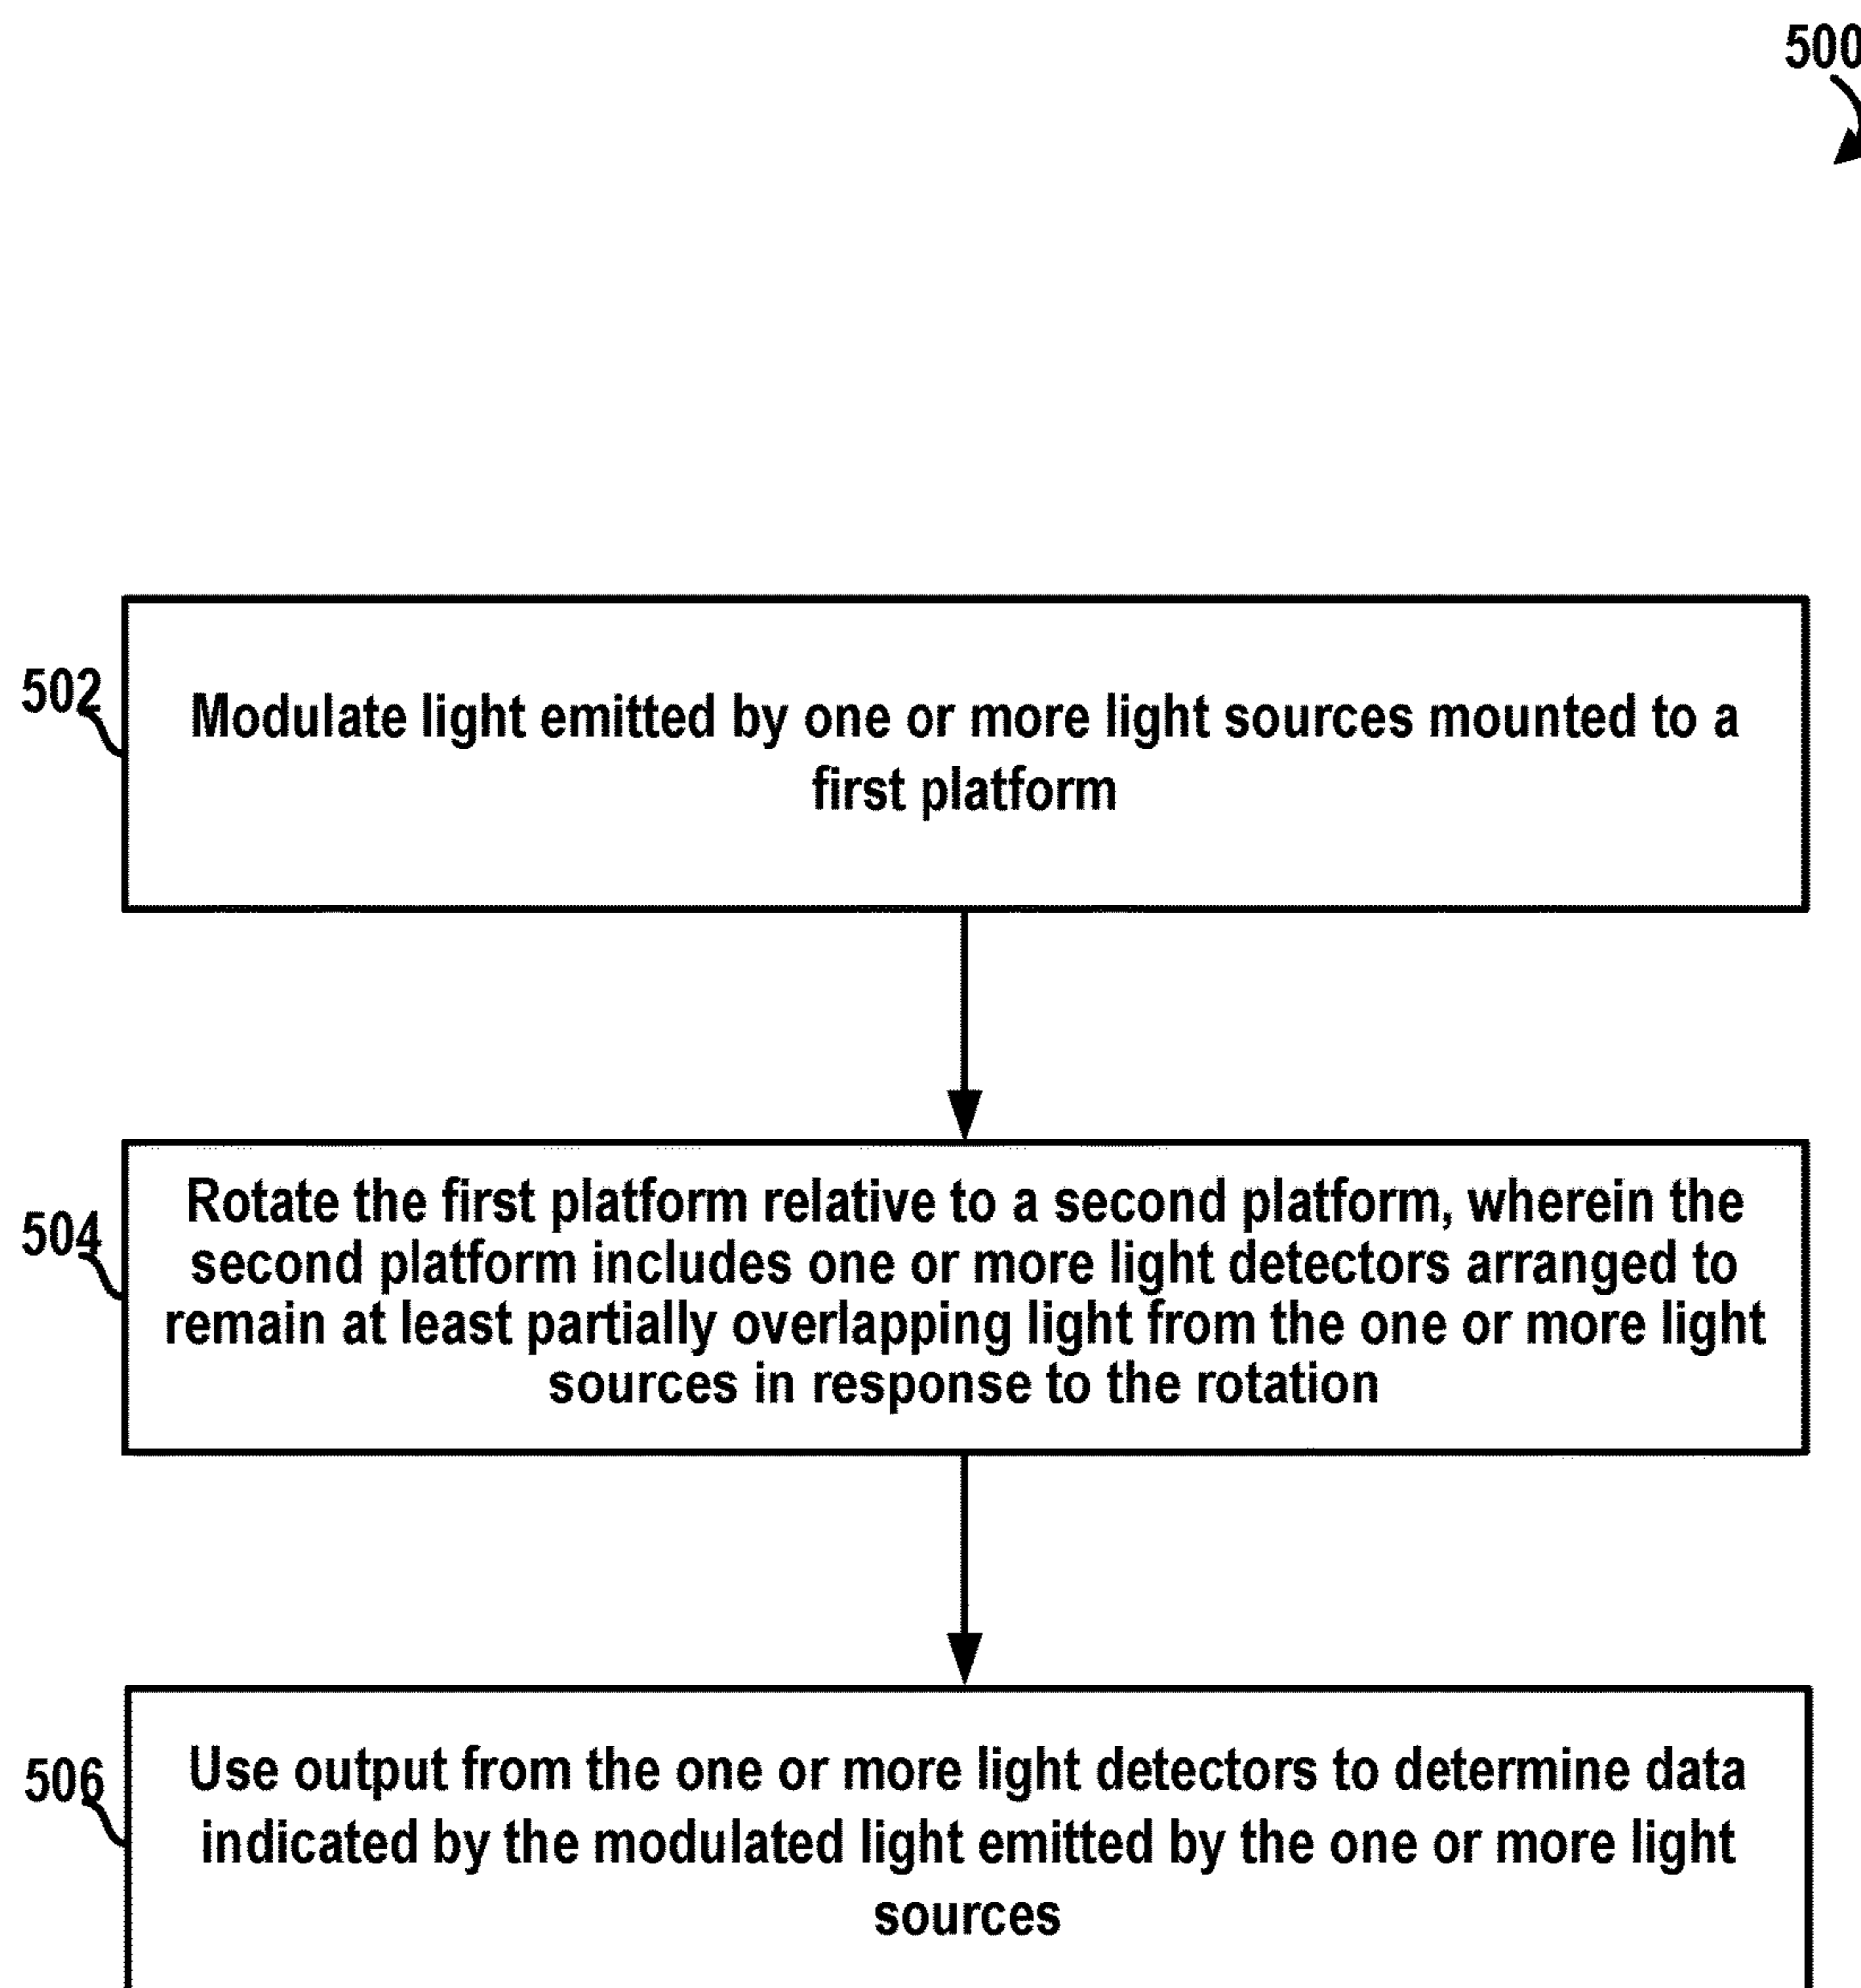 500
502
Modulate light emitted by one or more light sources mounted to a
first platform
504
Rotate the first platform relative to a second platform, wherein the
second platform includes one or more light detectors arranged to
remain at least partially overlapping light from the one or more light
sources in response to the rotation
506
Use output from the one or more light detectors to determine data
indicated by the modulated light emitted by the one or more light
sources